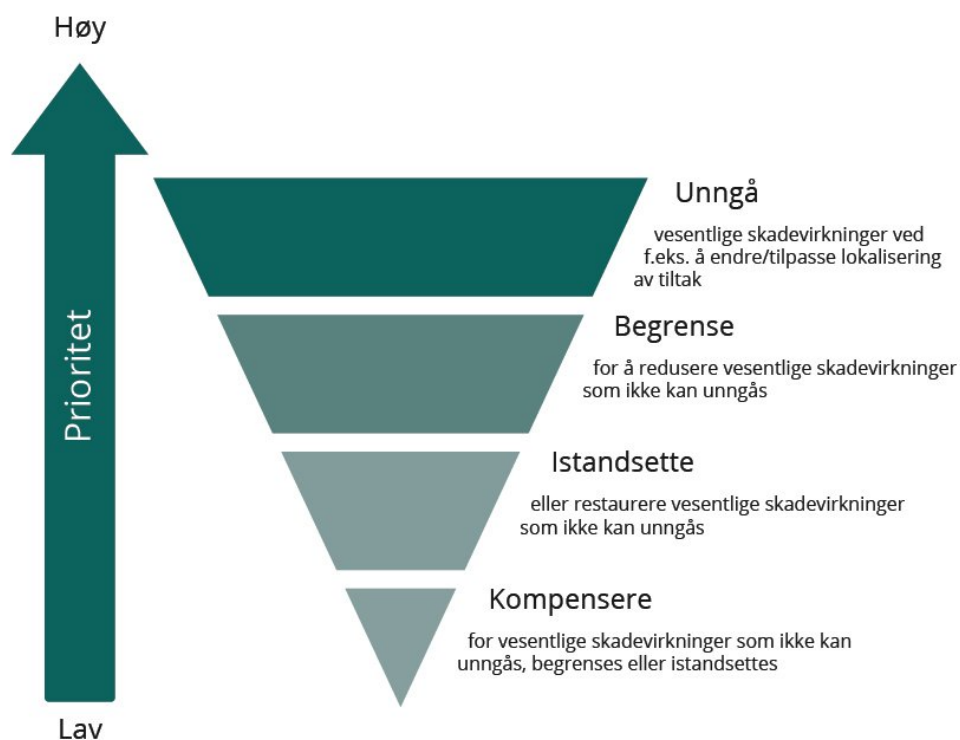 Høy
Prioritet
Unngå
vesentlige skadevirkninger ved
f.eks. å endre/tilpasse lokalisering
av tiltak
Begrense
for å redusere vesentlige skadevirkninger
som ikke kan unngås
Istandsette
eller restaurere vesentlige skadevirkninger
som ikke kan unngås
Kompensere
for vesentlige skadevirkninger som ikke kan
unngås, begrenses eller istandsettes
Lav